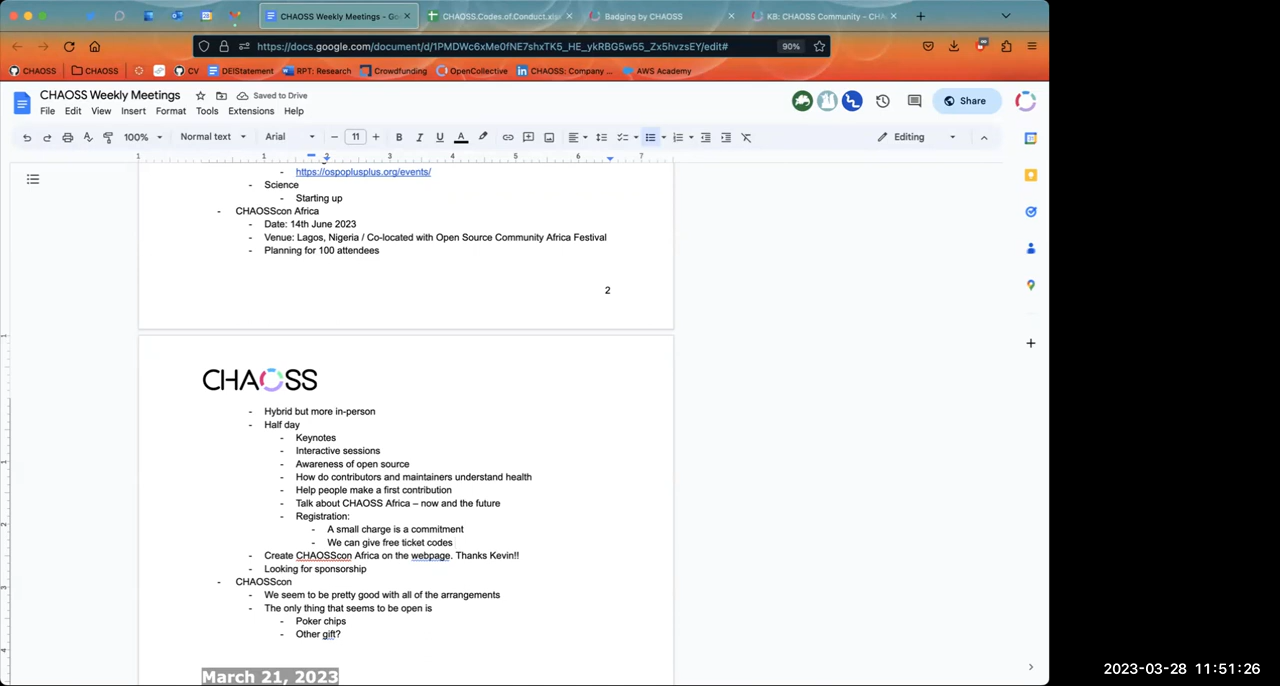 CHAOSS Weekly Meetings - Go
CHAOSS.Codes.of.Conduct.xls
Badging by CHAOSS
KB: CHAOSS Community - CHA
https://docs.google.com/document/d/1PMDWc6xMe0fNE7shxTK5_HE_ykRBG5w55_Zx5hvzsEY/edit#
90%
CHAOSS
CHAOSS
CV
DEIStatement
RPT: Research
Crowdfunding
OpenCollective
CHAOSS: Company ...
AWS Academy
CHAOSS Weekly Meetings
Saved to Drive
File Edit View Insert Format Tools Extensions Help
Share
100%
Normal text
Arial
11
Editing
1 1 2 3 4 5 6 7
- https://ospoplusplus.org/events/
- Science
- Starting up
- CHAOSScon Africa
- Date: 14th June 2023
- Venue: Lagos, Nigeria / Co-located with Open Source Community Africa Festival
- Planning for 100 attendees
2
CHAOSS
- Hybrid but more in-person
- Half day
- Keynotes
- Interactive sessions
- Awareness of open source
- How do contributors and maintainers understand health
- Help people make a first contribution
- Talk about CHAOSS Africa – now and the future
- Registration:
- A small charge is a commitment
- We can give free ticket codes
- Create CHAOSScon Africa on the webpage. Thanks Kevin!!
- Looking for sponsorship
- CHAOSScon
- We seem to be pretty good with all of the arrangements
- The only thing that seems to be open is
- Poker chips
- Other gift?
March 21, 2023
2023-03-28 11:51:26